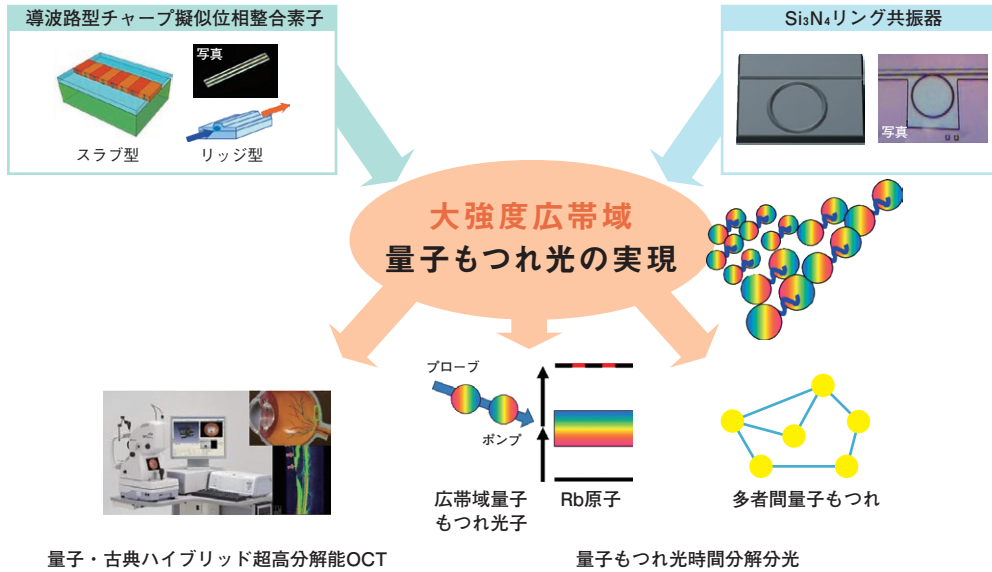 導波路型チャープ擬似位相整合素子
写真
スラブ型
リッジ型
Si₃N₄リング共振器
写真
大強度広帯域
量子もつれ光の実現
プローブ
ポンプ
広帯域量子
もつれ光子
Rb原子
多者間量子もつれ
量子・古典ハイブリッド超高分解能OCT
量子もつれ光時間分解分光